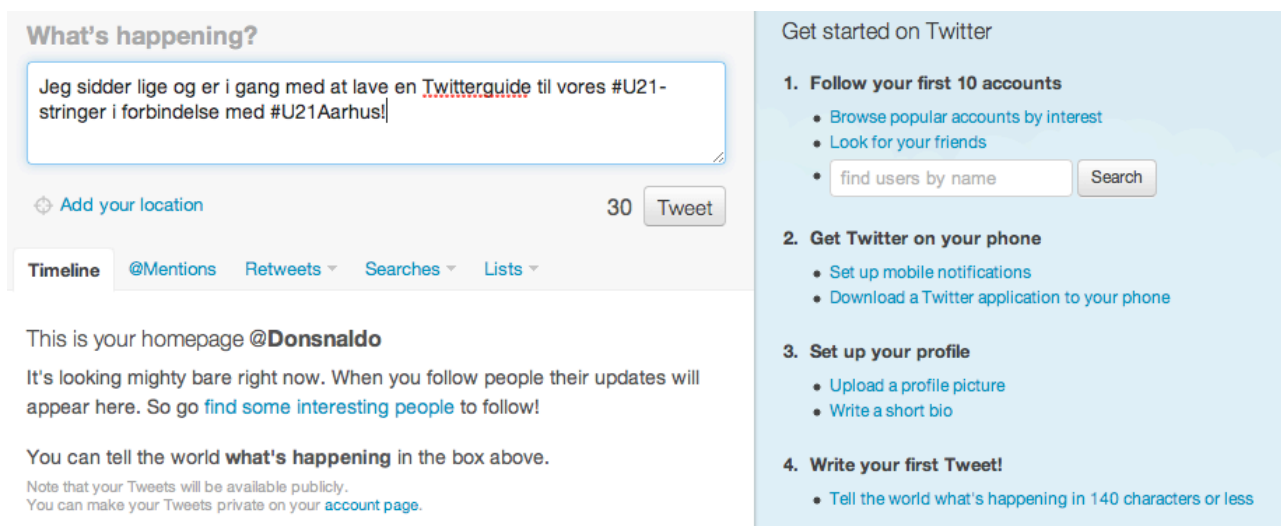 What's happening?
Jeg sidder lige og er i gang med at lave en Twitterguide til vores #U21-
stringer i forbindelse med #U21Aarhus!
Add your location
30 Tweet
Timeline @Mentions Retweets Searches Lists
This is your homepage @Donsnaldo
It's looking mighty bare right now. When you follow people their updates will
appear here. So go find some interesting people to follow!
You can tell the world what's happening in the box above.
Note that your Tweets will be available publicly.
You can make your Tweets private on your account page.
Get started on Twitter
1. Follow your first 10 accounts
• Browse popular accounts by interest
• Look for your friends
• find users by name Search
2. Get Twitter on your phone
• Set up mobile notifications
• Download a Twitter application to your phone
3. Set up your profile
• Upload a profile picture
• Write a short bio
4. Write your first Tweet!
• Tell the world what's happening in 140 characters or less